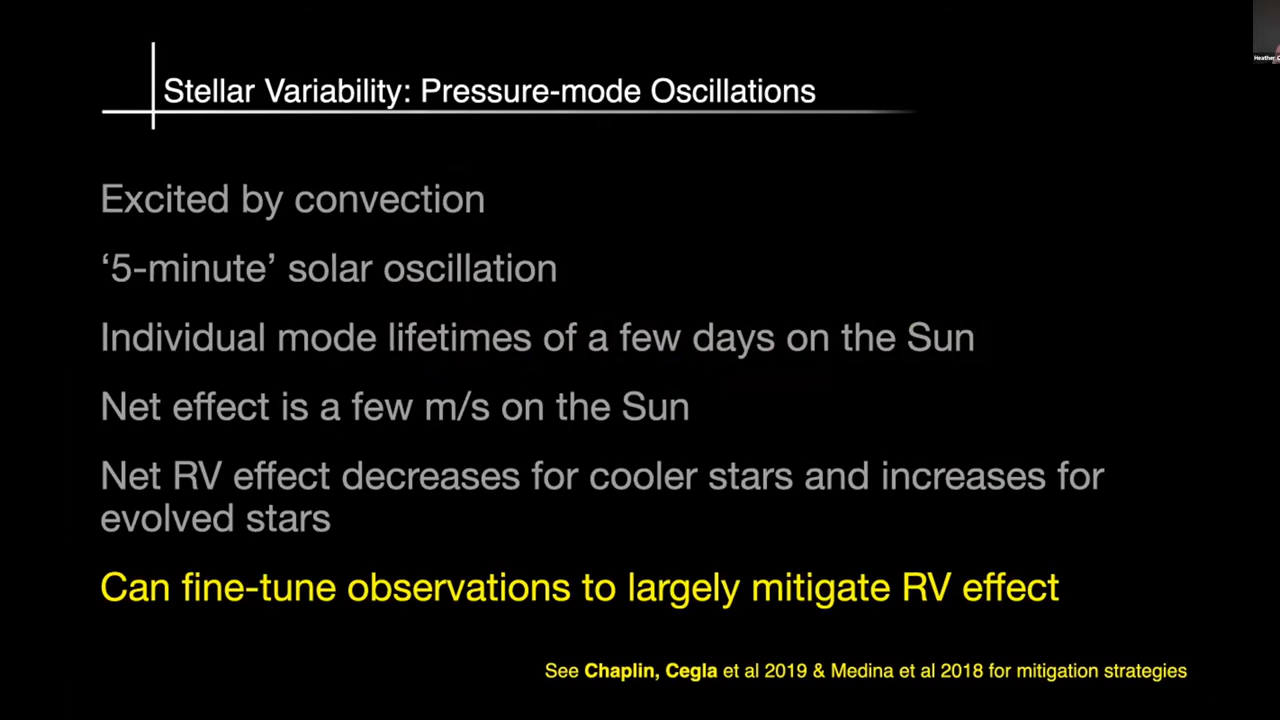 Heather C
Stellar Variability: Pressure-mode Oscillations
Excited by convection
‘5-minute’ solar oscillation
Individual mode lifetimes of a few days on the Sun
Net effect is a few m/s on the Sun
Net RV effect decreases for cooler stars and increases for
evolved stars
Can fine-tune observations to largely mitigate RV effect
See Chaplin, Cegla et al 2019 & Medina et al 2018 for mitigation strategies